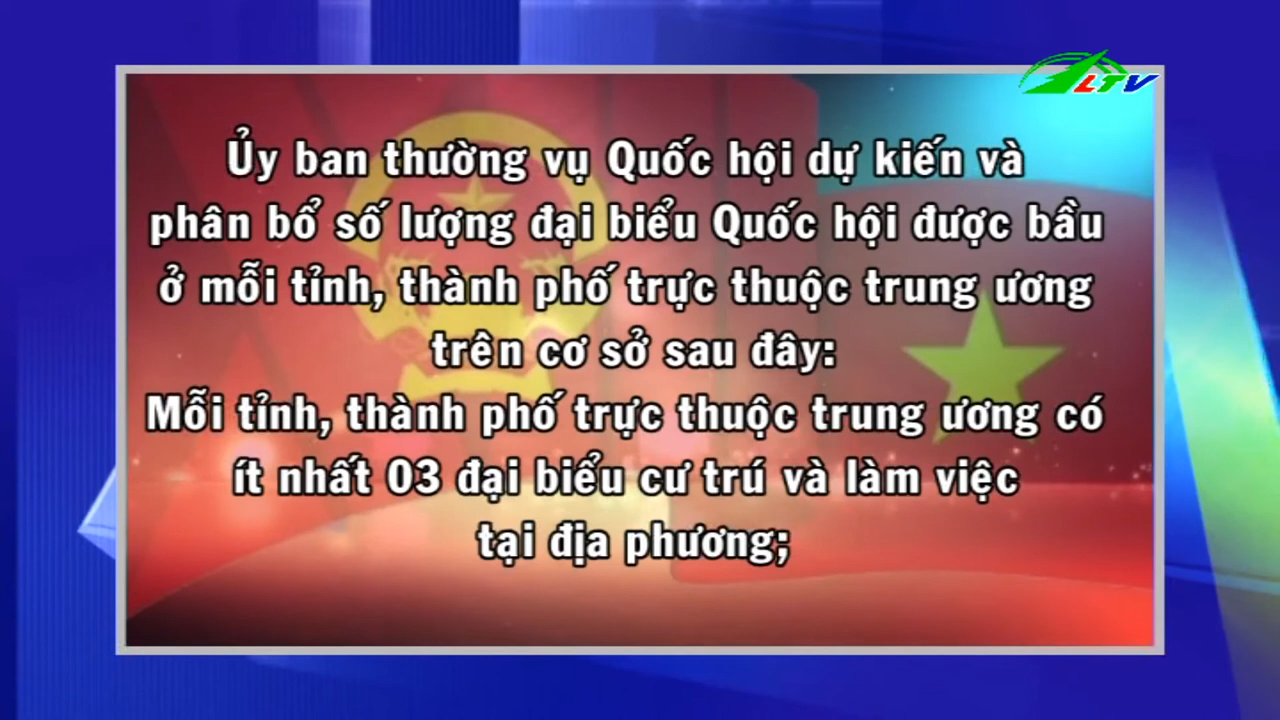 LTV
Ủy ban thường vụ Quốc hội dự kiến và
phân bổ số lượng đại biểu Quốc hội được bầu
ở mỗi tỉnh, thành phố trực thuộc trung ương
trên cơ sở sau đây:
Mỗi tỉnh, thành phố trực thuộc trung ương có
ít nhất 03 đại biểu cư trú và làm việc
tại địa phương;